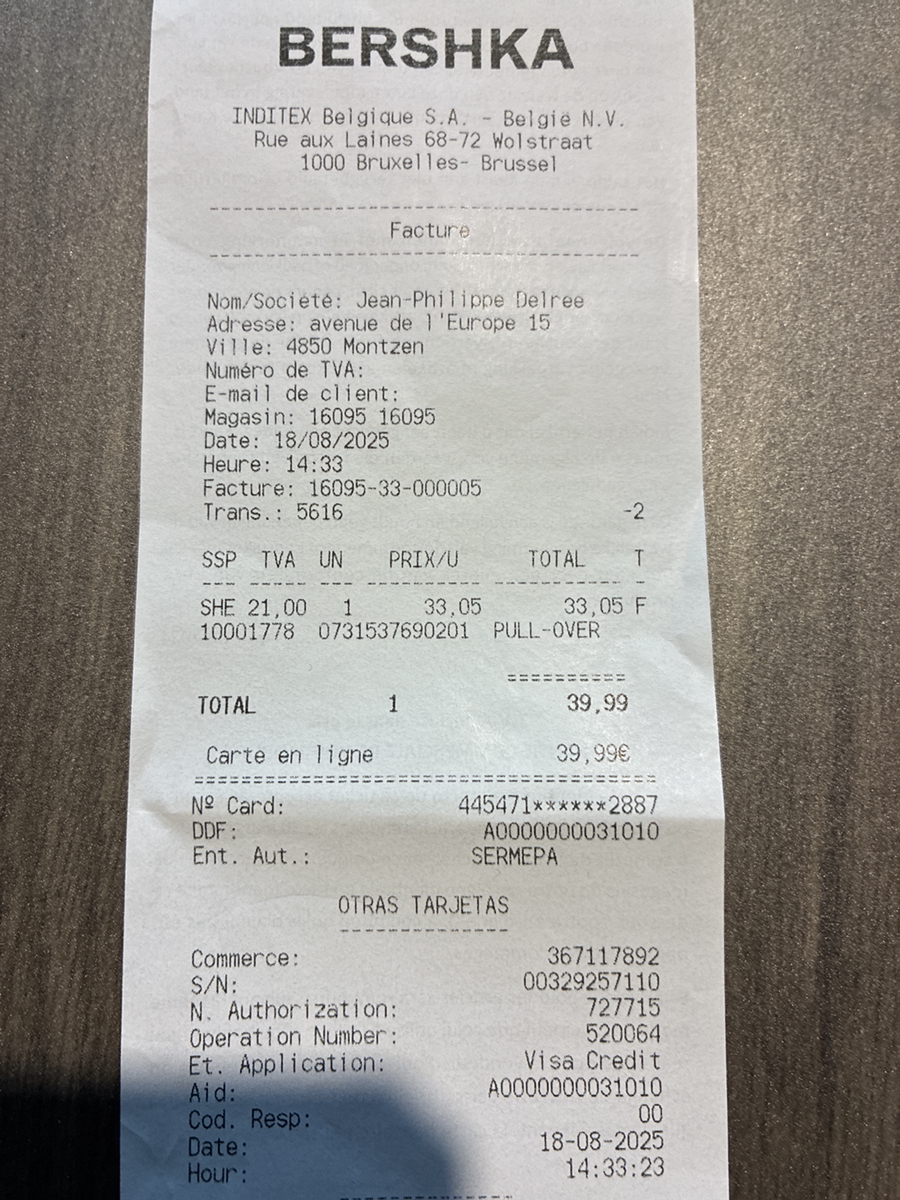 BERSHKA
INDITEX Belgique S.A. - België N.V.
Rue aux Laines 68-72 Wolstraat
1000 Bruxelles- Brussel
Facture
Nom/Société: Jean-Philippe Delree
Adresse: avenue de l'Europe 15
Ville: 4850 Montzen
Numéro de TVA:
E-mail de client:
Magasin: 16095 16095
Date: 18/08/2025
Heure: 14:33
Facture: 16095-33-000005
Trans.: 5616 -2
SSP TVA UN PRIX/U TOTAL T
SHE 21,00 1 33,05 33,05 F
10001778 0731537690201 PULL-OVER
TOTAL 1 39,99
Carte en ligne 39,99€
Nº Card: 445471******2887
DDF: A0000000031010
Ent. Aut.: SERMEPA
OTRAS TARJETAS
Commerce: 367117892
S/N: 00329257110
N. Authorization: 727715
Operation Number: 520064
Et. Application: Visa Credit
Aid: A0000000031010
Cod. Resp: 00
Date: 18-08-2025
Hour: 14:33:23